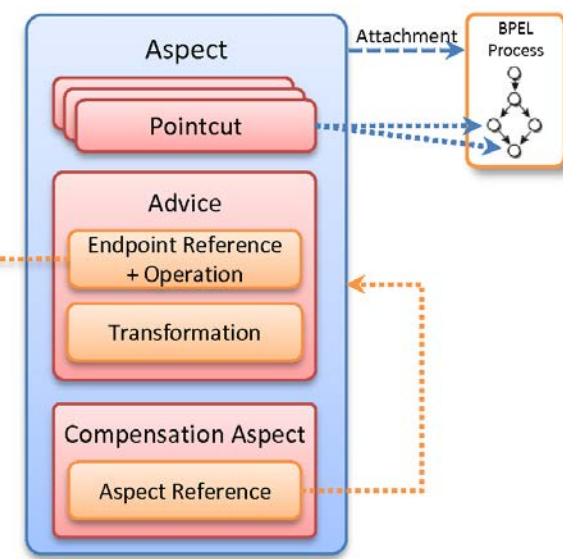 Aspect
Attachment
BPEL
Process
Pointcut
Advice
Endpoint Reference
+ Operation
Transformation
Compensation Aspect
Aspect Reference